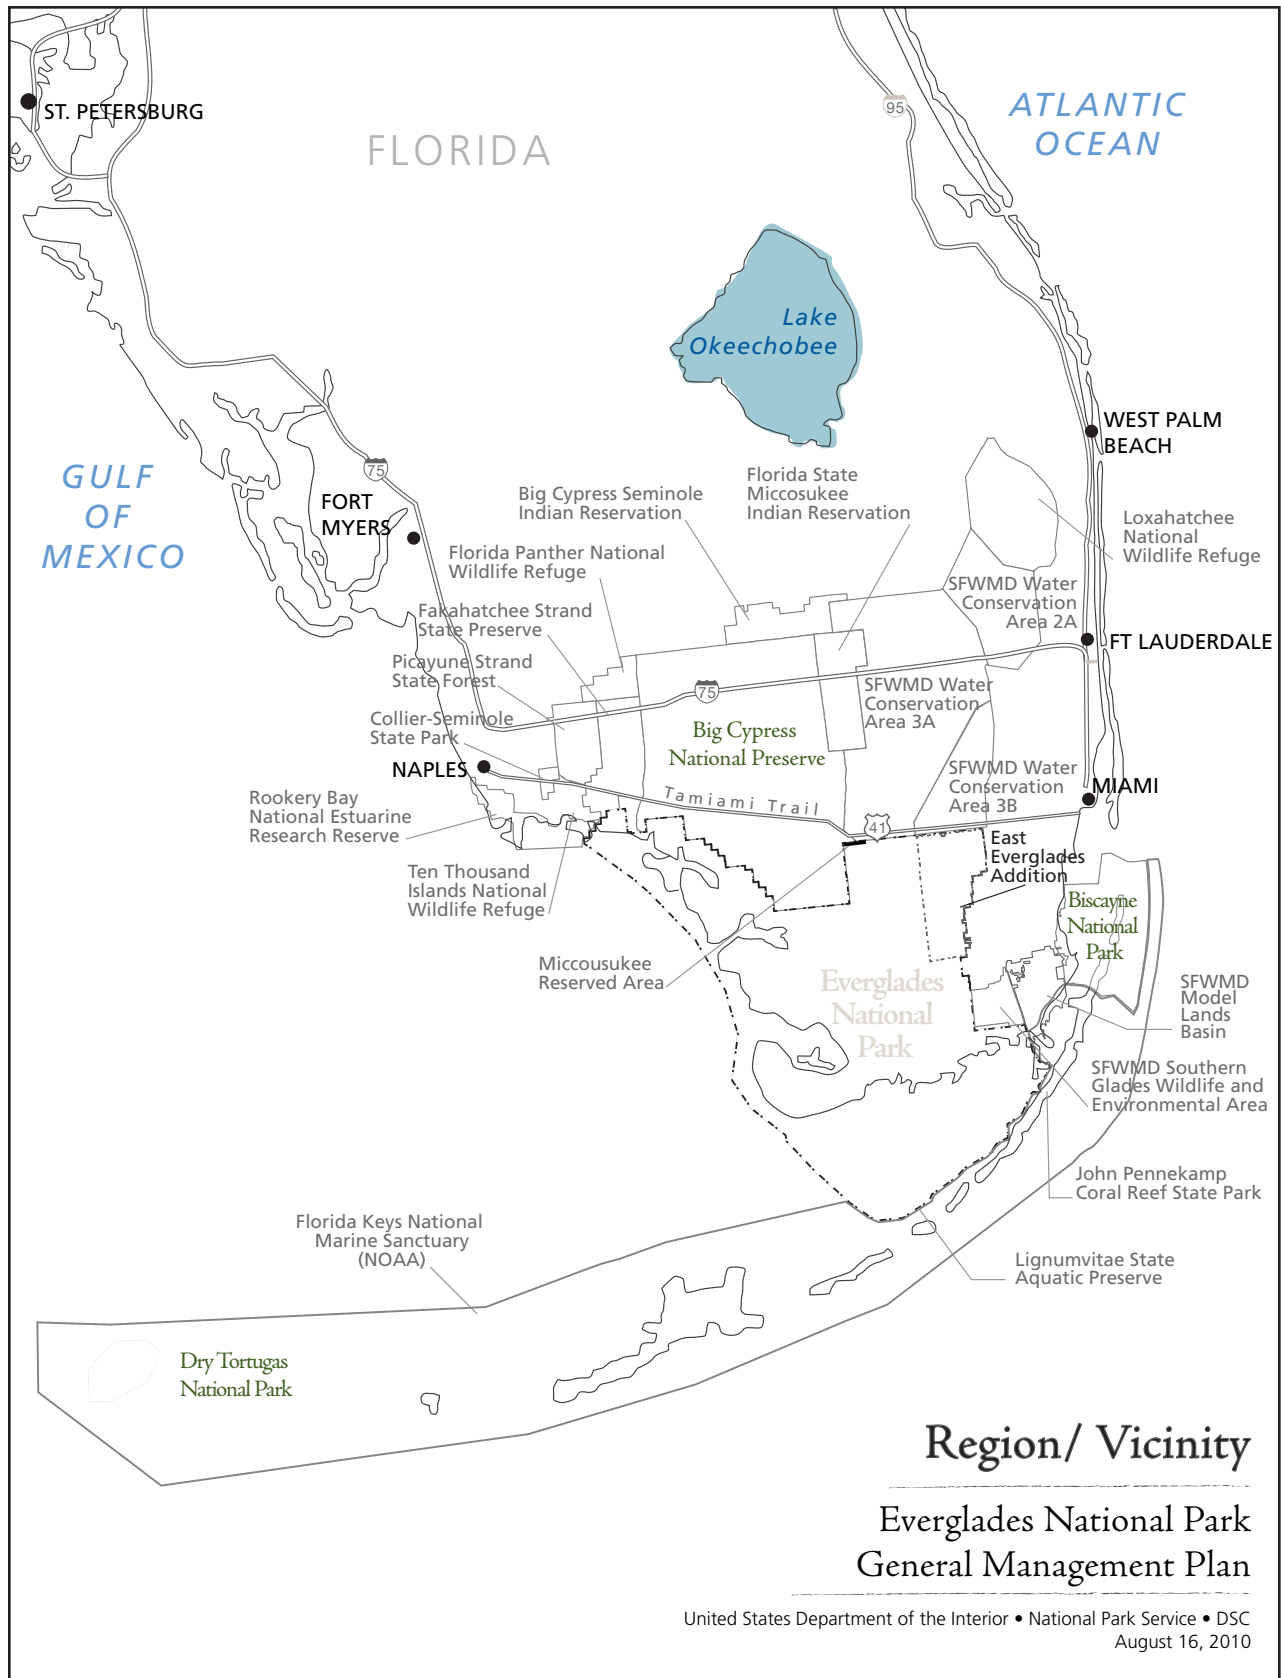 ST. PETERSBURG
FLORIDA
95
ATLANTIC
OCEAN
Lake
Okeechobee
WEST PALM
BEACH
GULF
OF
MEXICO
75
FORT
MYERS
Big Cypress Seminole
Indian Reservation
Florida State
Miccosukee
Indian Reservation
Loxahatchee
National
Wildlife Refuge
Florida Panther National
Wildlife Refuge
SFWMD Water
Conservation
Area 2A
Fakahatchee Strand
State Preserve
FT LAUDERDALE
Picayune Strand
State Forest
75
SFWMD Water
Conservation
Area 3A
Collier-Seminole
State Park
Big Cypress
National Preserve
NAPLES
SFWMD Water
Conservation
Area 3B
MIAMI
Tamiami Trail
41
Rookery Bay
National Estuarine
Research Reserve
East
Everglades
Addition
Ten Thousand
Islands National
Wildlife Refuge
Biscayne
National
Park
Miccousukee
Reserved Area
Everglades
National
Park
SFWMD
Model
Lands
Basin
SFWMD Southern
Glades Wildlife and
Environmental Area
John Pennekamp
Coral Reef State Park
Florida Keys National
Marine Sanctuary
(NOAA)
Lignumvitae State
Aquatic Preserve
Dry Tortugas
National Park
Region/ Vicinity
Everglades National Park
General Management Plan
United States Department of the Interior • National Park Service • DSC
August 16, 2010